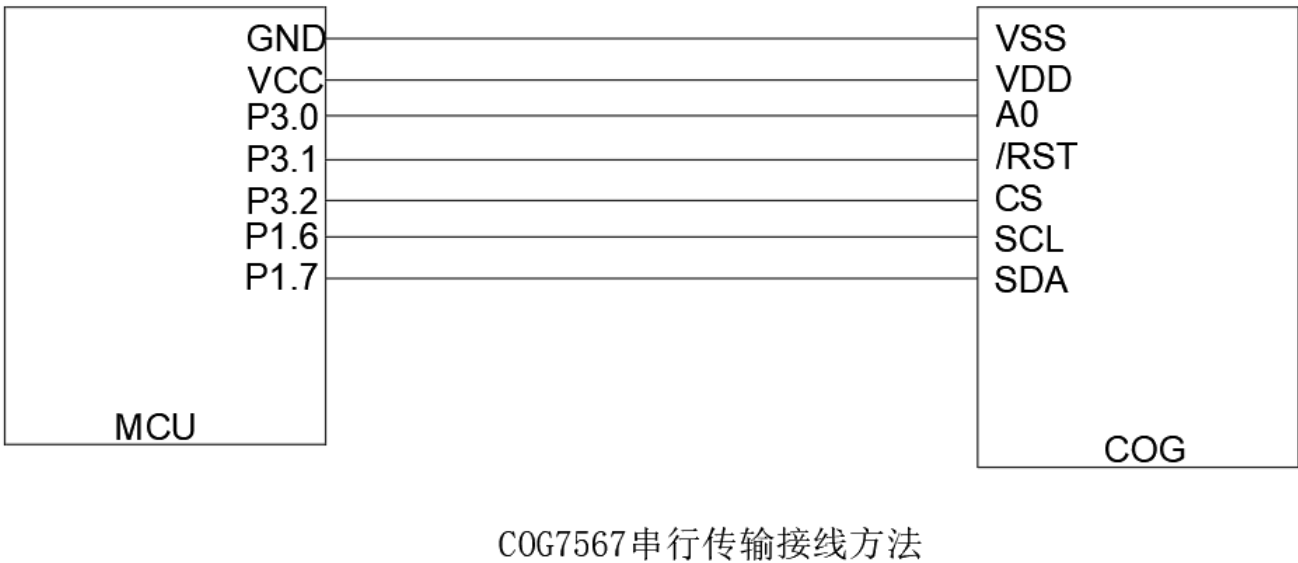 GND VSS
VCC VDD
P3.0 A0
P3.1 /RST
P3.2 CS
P1.6 SCL
P1.7 SDA
MCU
COG
COG7567串行传输接线方法